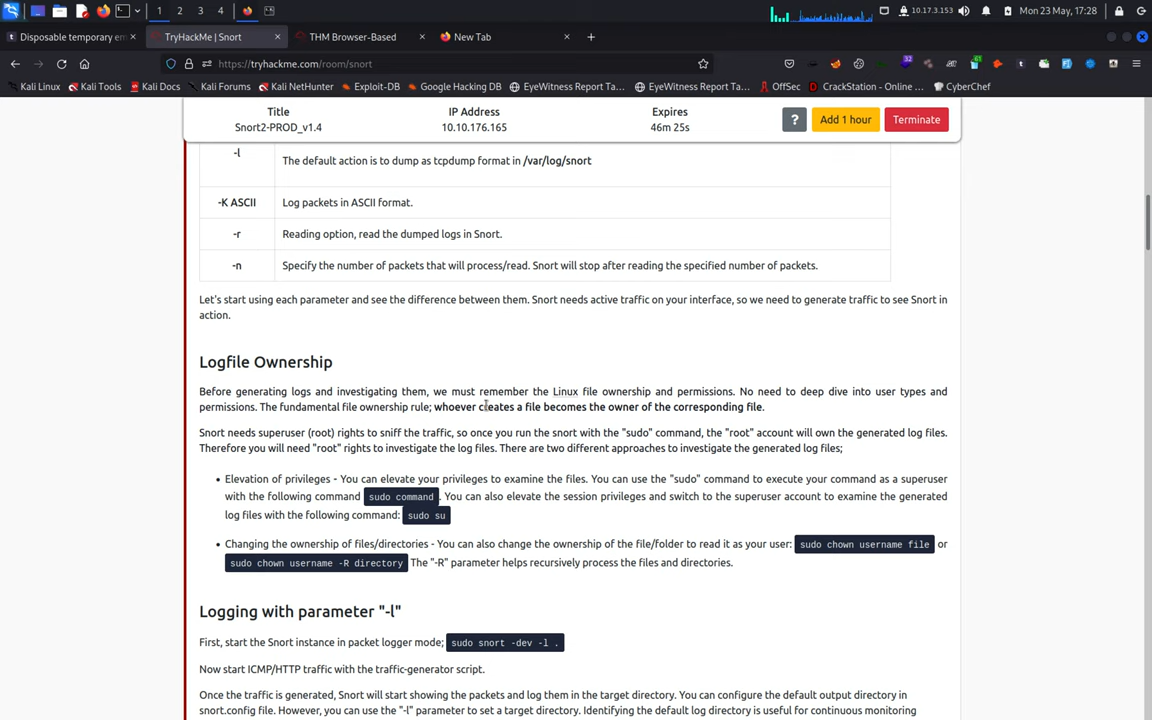 1 2 3 4 10.17.3.153 Mon 23 May, 17:28
Disposable temporary em TryHackMe | Snort THM Browser-Based New Tab
https://tryhackme.com/room/snort
Kali Linux Kali Tools Kali Docs Kali Forums Kali NetHunter Exploit-DB Google Hacking DB EyeWitness Report Ta... EyeWitness Report Ta... OffSec CrackStation - Online ... CyberChef
Title IP Address Expires
Snort2-PROD_v1.4 10.10.176.165 46m 25s ? Add 1 hour Terminate
-l The default action is to dump as tcpdump format in /var/log/snort
-K ASCII Log packets in ASCII format.
-r Reading option, read the dumped logs in Snort.
-n Specify the number of packets that will process/read. Snort will stop after reading the specified number of packets.
Let's start using each parameter and see the difference between them. Snort needs active traffic on your interface, so we need to generate traffic to see Snort in
action.
Logfile Ownership
Before generating logs and investigating them, we must remember the Linux file ownership and permissions. No need to deep dive into user types and
permissions. The fundamental file ownership rule; whoever creates a file becomes the owner of the corresponding file.
Snort needs superuser (root) rights to sniff the traffic, so once you run the snort with the "sudo" command, the "root" account will own the generated log files.
Therefore you will need "root" rights to investigate the log files. There are two different approaches to investigate the generated log files;
• Elevation of privileges - You can elevate your privileges to examine the files. You can use the "sudo" command to execute your command as a superuser
with the following command sudo command. You can also elevate the session privileges and switch to the superuser account to examine the generated
log files with the following command: sudo su
• Changing the ownership of files/directories - You can also change the ownership of the file/folder to read it as your user: sudo chown username file or
sudo chown username -R directory The "-R" parameter helps recursively process the files and directories.
Logging with parameter "-l"
First, start the Snort instance in packet logger mode; sudo snort -dev -l .
Now start ICMP/HTTP traffic with the traffic-generator script.
Once the traffic is generated, Snort will start showing the packets and log them in the target directory. You can configure the default output directory in
snort.config file. However, you can use the "-l" parameter to set a target directory. Identifying the default log directory is useful for continuous monitoring